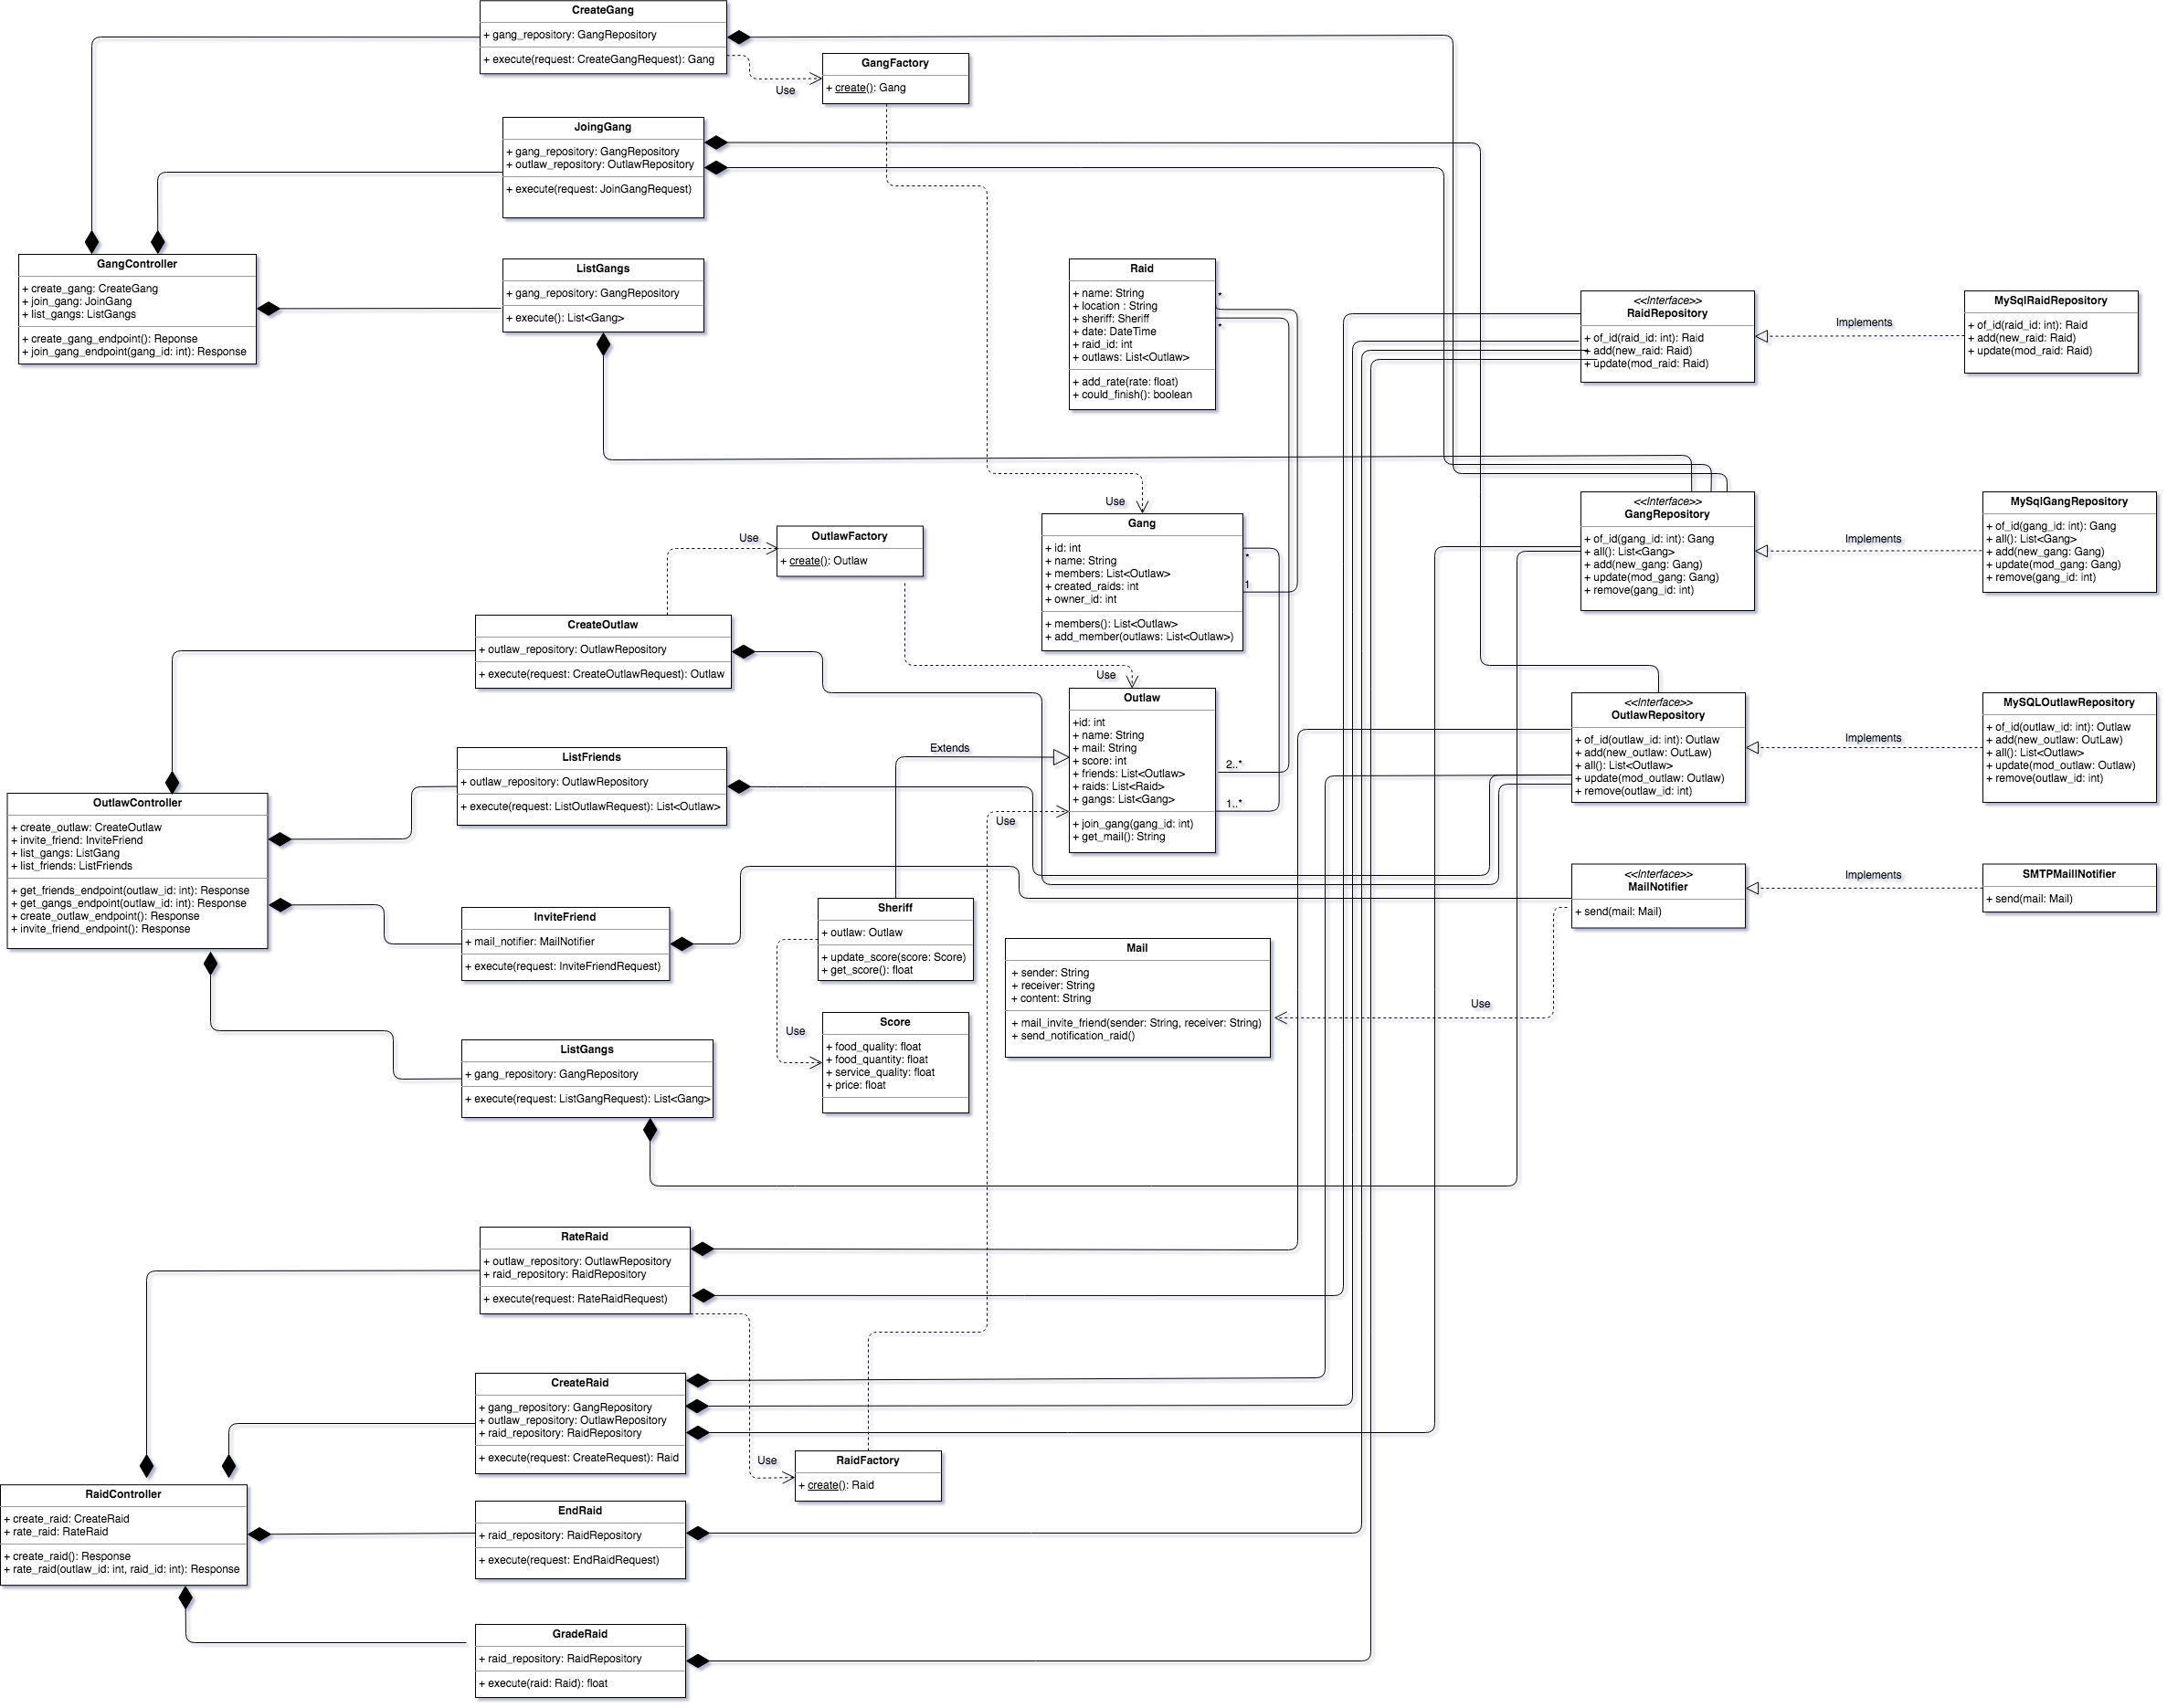 CreateGang
+ gang_repository: GangRepository
+ execute(request: CreateGangRequest): Gang
Use
GangFactory
+ create(): Gang
JoingGang
+ gang_repository: GangRepository
+ outlaw_repository: OutlawRepository
+ execute(request: JoinGangRequest)
GangController
+ create_gang: CreateGang
+ join_gang: JoinGang
+ list_gangs: ListGangs
+ create_gang_endpoint(): Reponse
+ join_gang_endpoint(gang_id: int): Response
ListGangs
+ gang_repository: GangRepository
+ execute(): List<Gang>
Raid
+ name: String
+ location : String
+ sheriff: Sheriff
+ date: DateTime
+ raid_id: int
+ outlaws: List<Outlaw>
+ add_rate(rate: float)
+ could_finish(): boolean
*
*
<<Interface>>
RaidRepository
+ of_id(raid_id: int): Raid
+ add(new_raid: Raid)
+ update(mod_raid: Raid)
Implements
MySqlRaidRepository
+ of_id(raid_id: int): Raid
+ add(new_raid: Raid)
+ update(mod_raid: Raid)
Use
Gang
+ id: int
+ name: String
+ members: List<Outlaw>
+ created_raids: int
+ owner_id: int
+ members(): List<Outlaw>
+ add_member(outlaws: List<Outlaw>)
*
1
<<Interface>>
GangRepository
+ of_id(gang_id: int): Gang
+ all(): List<Gang>
+ add(new_gang: Gang)
+ update(mod_gang: Gang)
+ remove(gang_id: int)
Implements
MySqlGangRepository
+ of_id(gang_id: int): Gang
+ all(): List<Gang>
+ add(new_gang: Gang)
+ update(mod_gang: Gang)
+ remove(gang_id: int)
Use
OutlawFactory
+ create(): Outlaw
CreateOutlaw
+ outlaw_repository: OutlawRepository
+ execute(request: CreateOutlawRequest): Outlaw
Use
Outlaw
+id: int
+ name: String
+ mail: String
+ score: int
+ friends: List<Outlaw>
+ raids: List<Raid>
+ gangs: List<Gang>
+ join_gang(gang_id: int)
+ get_mail(): String
2..*
1..*
Extends
Use
<<Interface>>
OutlawRepository
+ of_id(outlaw_id: int): Outlaw
+ add(new_outlaw: OutLaw)
+ all(): List<Outlaw>
+ update(mod_outlaw: Outlaw)
+ remove(outlaw_id: int)
Implements
MySQLOutlawRepository
+ of_id(outlaw_id: int): Outlaw
+ add(new_outlaw: OutLaw)
+ all(): List<Outlaw>
+ update(mod_outlaw: Outlaw)
+ remove(outlaw_id: int)
ListFriends
+ outlaw_repository: OutlawRepository
+ execute(request: ListOutlawRequest): List<Outlaw>
OutlawController
+ create_outlaw: CreateOutlaw
+ invite_friend: InviteFriend
+ list_gangs: ListGang
+ list_friends: ListFriends
+ get_friends_endpoint(outlaw_id: int): Response
+ get_gangs_endpoint(outlaw_id: int): Response
+ create_outlaw_endpoint(): Response
+ invite_friend_endpoint(): Response
InviteFriend
+ mail_notifier: MailNotifier
+ execute(request: InviteFriendRequest)
Sheriff
+ outlaw: Outlaw
+ update_score(score: Score)
+ get_score(): float
Use
Score
+ food_quality: float
+ food_quantity: float
+ service_quality: float
+ price: float
Mail
+ sender: String
+ receiver: String
+ content: String
+ mail_invite_friend(sender: String, receiver: String)
+ send_notification_raid()
Use
<<Interface>>
MailNotifier
+ send(mail: Mail)
Implements
SMTPMaillNotifier
+ send(mail: Mail)
ListGangs
+ gang_repository: GangRepository
+ execute(request: ListGangRequest): List<Gang>
RateRaid
+ outlaw_repository: OutlawRepository
+ raid_repository: RaidRepository
+ execute(request: RateRaidRequest)
CreateRaid
+ gang_repository: GangRepository
+ outlaw_repository: OutlawRepository
+ raid_repository: RaidRepository
+ execute(request: CreateRequest): Raid
Use
RaidFactory
+ create(): Raid
RaidController
+ create_raid: CreateRaid
+ rate_raid: RateRaid
+ create_raid(): Response
+ rate_raid(outlaw_id: int, raid_id: int): Response
EndRaid
+ raid_repository: RaidRepository
+ execute(request: EndRaidRequest)
GradeRaid
+ raid_repository: RaidRepository
+ execute(raid: Raid): float